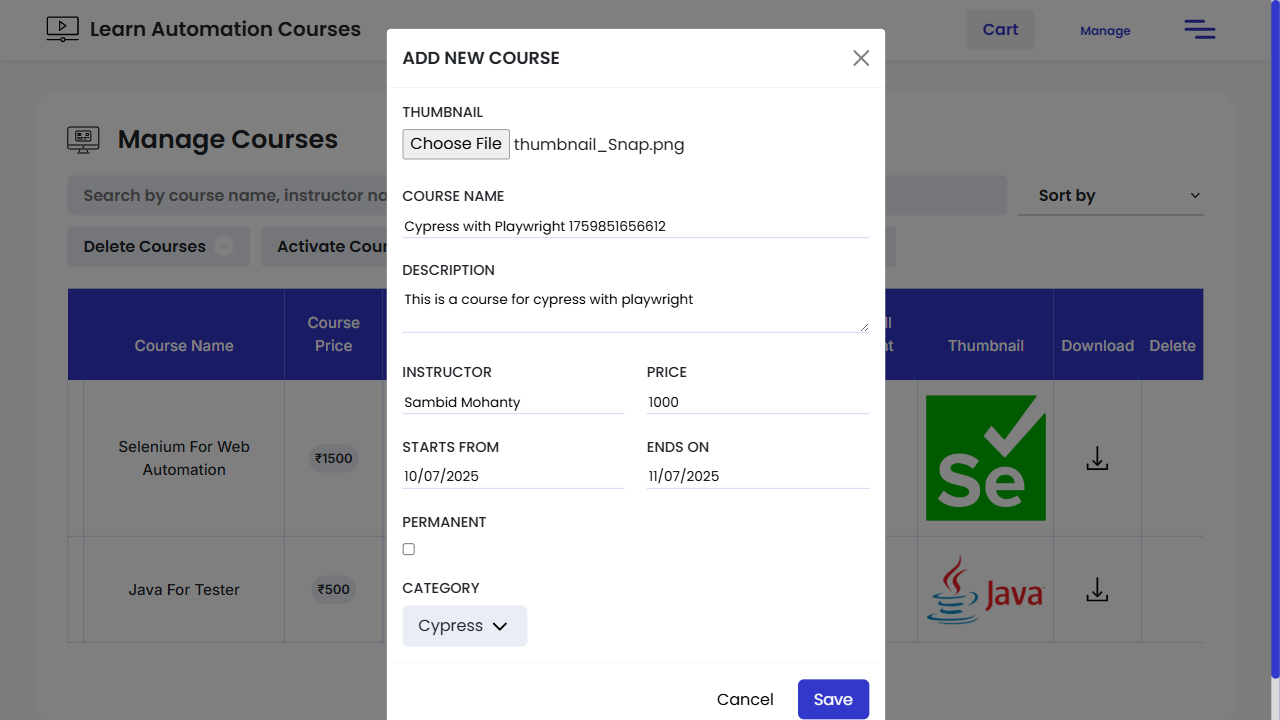 Learn Automation Courses
Cart
Manage
ADD NEW COURSE
THUMBNAIL
Choose File thumbnail_Snap.png
COURSE NAME
Cypress with Playwright 1759851656612
DESCRIPTION
This is a course for cypress with playwright
INSTRUCTOR PRICE
Sambid Mohanty 1000
STARTS FROM ENDS ON
10/07/2025 11/07/2025
PERMANENT
CATEGORY
Cypress
Cancel Save
Manage Courses
Search by course name, instructor
Sort by
Delete Courses
Activate
Course Name
Course
Price
Thumbnail
Download
Delete
Selenium For Web
Automation
₹1500
Se
Java For Tester
₹500
Java